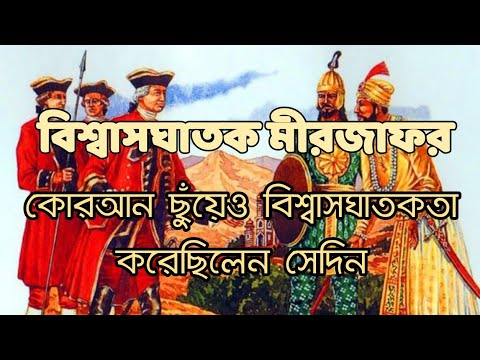 বিশ্বাসঘাতক মীরজাফর
কোরআন ছুঁয়েও বিশ্বাসঘাতকতা
করেছিলেন সেদিন